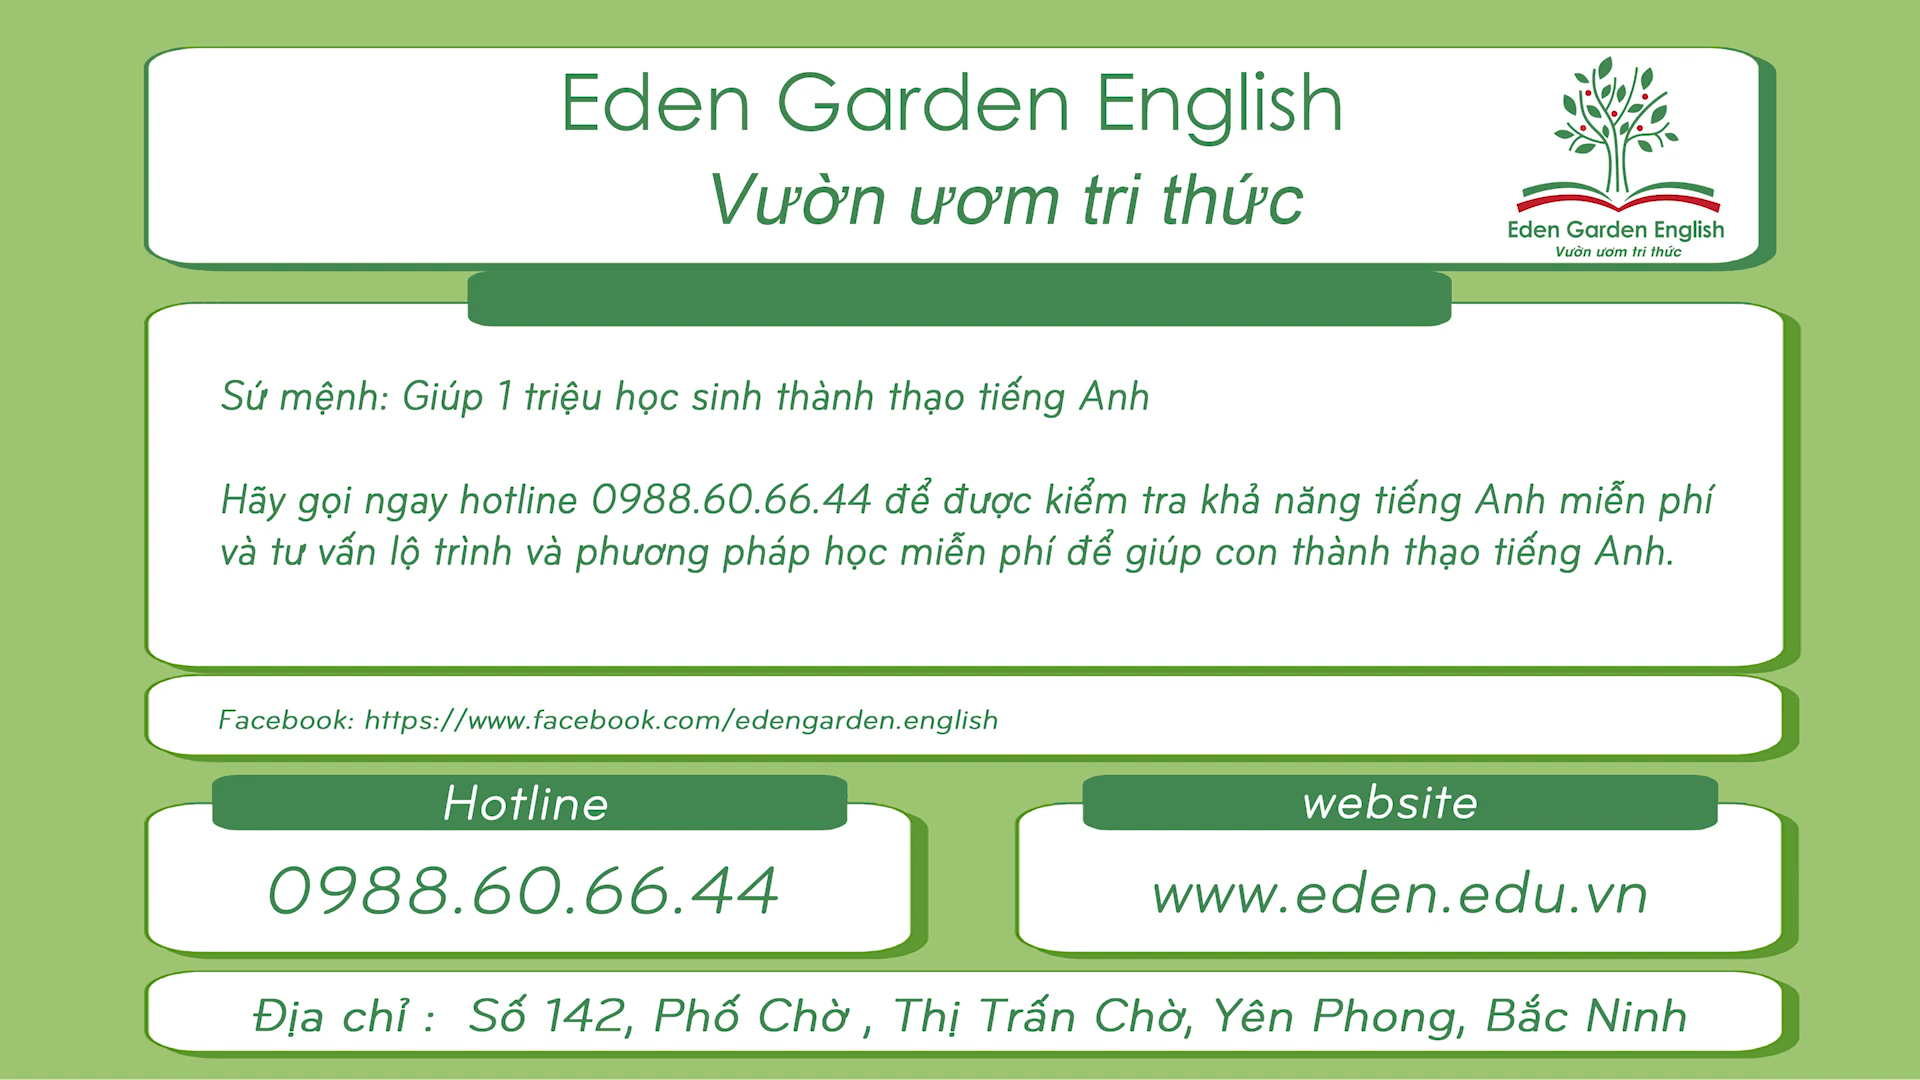 Eden Garden English
Vườn ươm tri thức
Eden Garden English
Vườn ươm tri thức
Sứ mệnh: Giúp 1 triệu học sinh thành thạo tiếng Anh
Hãy gọi ngay hotline 0988.60.66.44 để được kiểm tra khả năng tiếng Anh miễn phí
và tư vấn lộ trình và phương pháp học miễn phí để giúp con thành thạo tiếng Anh.
Facebook: https://www.facebook.com/edengarden.english
Hotline
0988.60.66.44
website
www.eden.edu.vn
Địa chỉ : Số 142, Phố Chờ , Thị Trấn Chờ, Yên Phong, Bắc Ninh